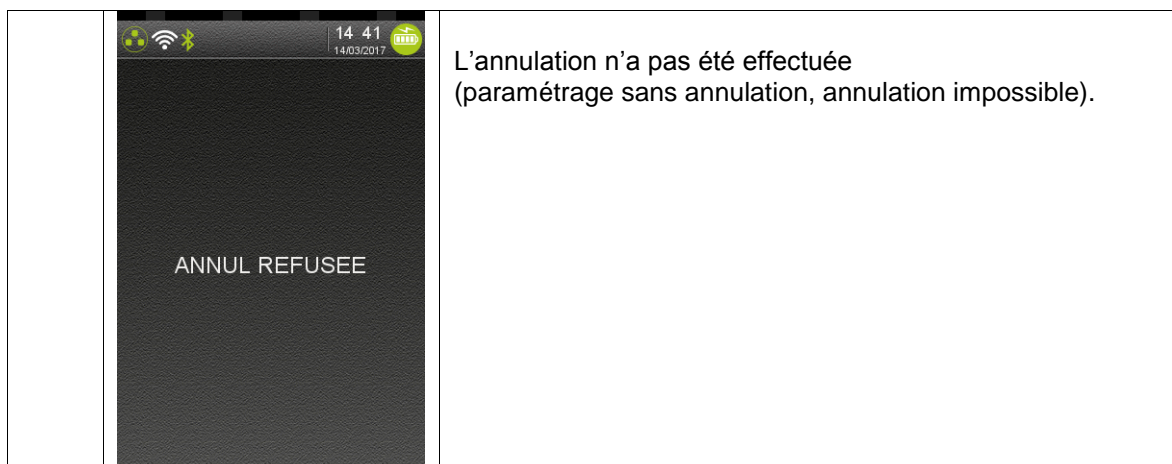 14 41
14/03/2017
L’annulation n’a pas été effectuée
(paramétrage sans annulation, annulation impossible).
ANNUL REFUSEE